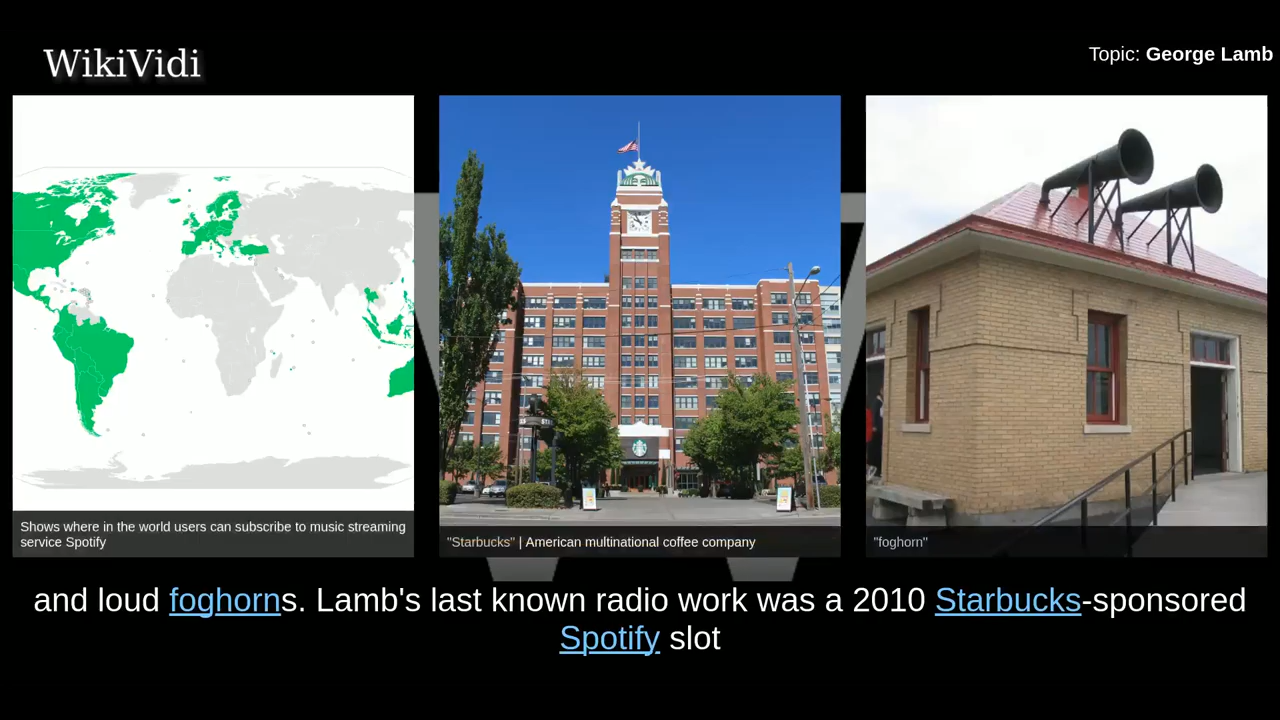 WikiVidi
Topic: George Lamb
Shows where in the world users can subscribe to music streaming
service Spotify
"Starbucks" | American multinational coffee company
"foghorn"
and loud foghorns. Lamb's last known radio work was a 2010 Starbucks-sponsored
Spotify slot